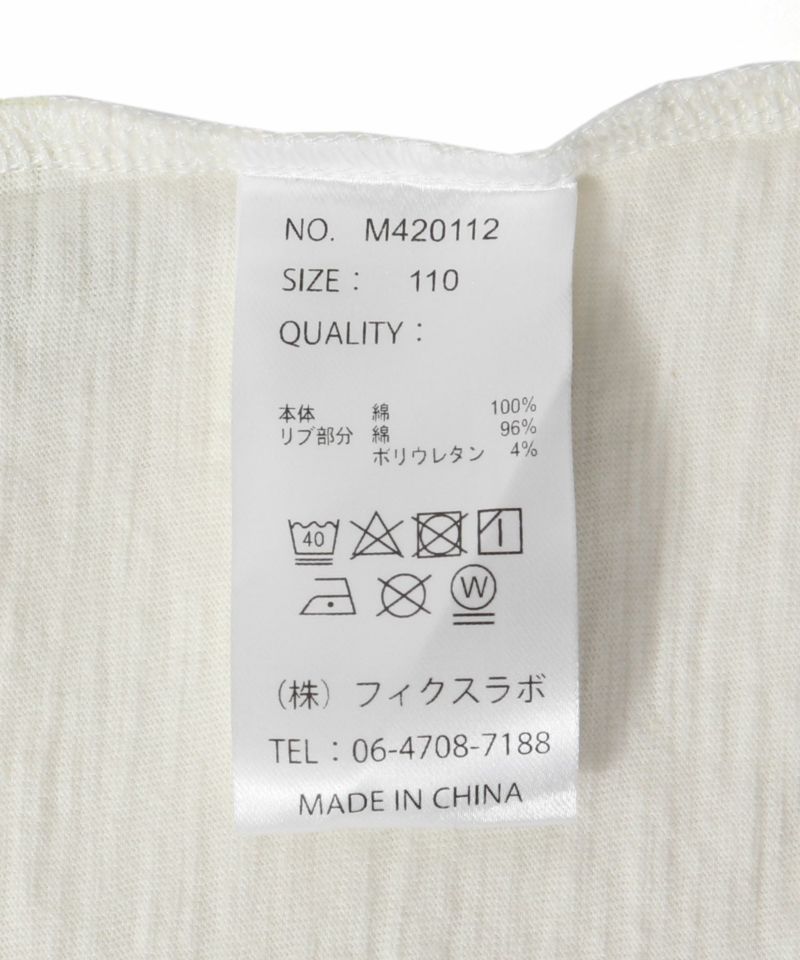 NO. M420112
SIZE： 110
QUALITY：
本体 綿 100%
リブ部分 綿 96%
ポリウレタン 4%
40
W
（株）フィクスラボ
TEL：06-4708-7188
MADE IN CHINA